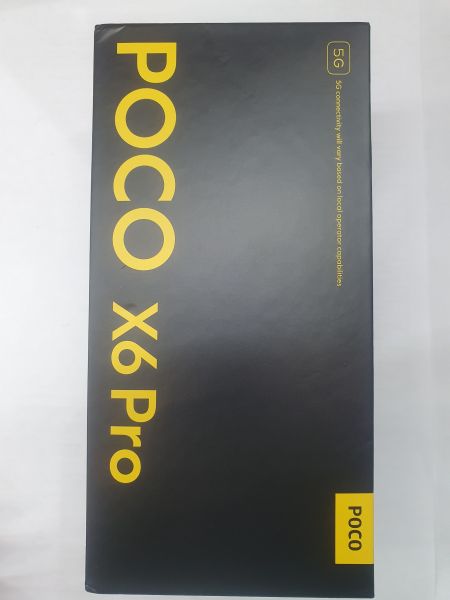 5G
5G connectivity will vary based on local operator capabilities
POCO X6 Pro
POCO